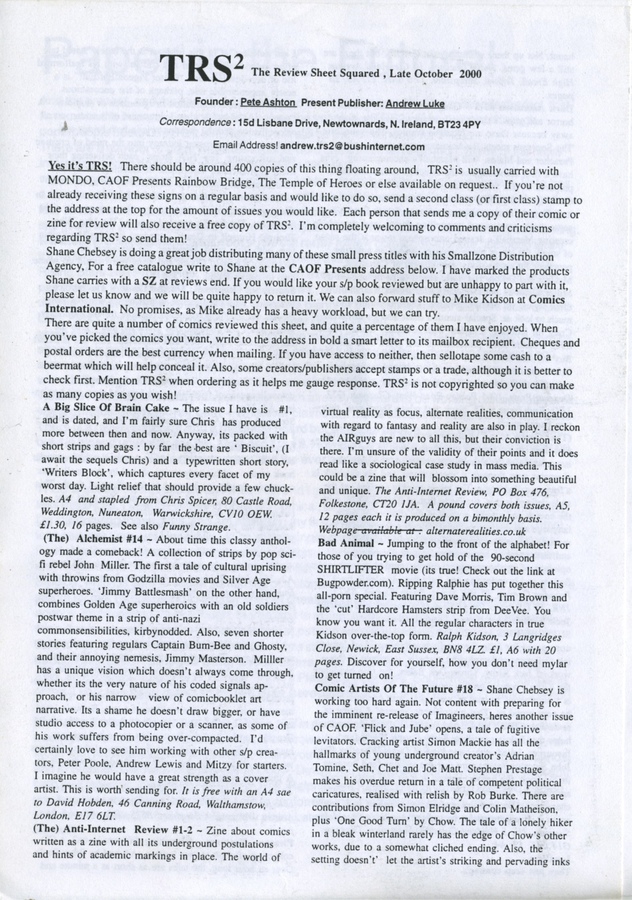 TRS² The Review Sheet Squared , Late October 2000
Founder : Pete Ashton Present Publisher: Andrew Luke
Correspondence : 15d Lisbane Drive, Newtownards, N. Ireland, BT23 4PY
Email Address! andrew.trs2@bushinternet.com
Yes it's TRS! There should be around 400 copies of this thing floating around, TRS² is usually carried with
MONDO, CAOF Presents Rainbow Bridge, The Temple of Heroes or else available on request.. If you're not
already receiving these signs on a regular basis and would like to do so, send a second class (or first class) stamp to
the address at the top for the amount of issues you would like. Each person that sends me a copy of their comic or
zine for review will also receive a free copy of TRS². I'm completely welcoming to comments and criticisms
regarding TRS² so send them!
Shane Chebsey is doing a great job distributing many of these small press titles with his Smallzone Distribution
Agency, For a free catalogue write to Shane at the CAOF Presents address below. I have marked the products
Shane carries with a SZ at reviews end. If you would like your s/p book reviewed but are unhappy to part with it,
please let us know and we will be quite happy to return it. We can also forward stuff to Mike Kidson at Comics
International. No promises, as Mike already has a heavy workload, but we can try.
There are quite a number of comics reviewed this sheet, and quite a percentage of them I have enjoyed. When
you've picked the comics you want, write to the address in bold a smart letter to its mailbox recipient. Cheques and
postal orders are the best currency when mailing. If you have access to neither, then sellotape some cash to a
beermat which will help conceal it. Also, some creators/publishers accept stamps or a trade, although it is better to
check first. Mention TRS² when ordering as it helps me gauge response. TRS² is not copyrighted so you can make
as many copies as you wish!
A Big Slice Of Brain Cake ~ The issue I have is #1,
and is dated, and I'm fairly sure Chris has produced
more between then and now. Anyway, its packed with
short strips and gags : by far the best are ' Biscuit', (I
await the sequels Chris) and a typewritten short story,
'Writers Block', which captures every facet of my
worst day. Light relief that should provide a few chuck-
les. A4 and stapled from Chris Spicer, 80 Castle Road,
Weddington, Nuneaton, Warwickshire, CV10 OEW.
£1.30, 16 pages. See also Funny Strange.
(The) Alchemist #14 ~ About time this classy anthol-
ogy made a comeback! A collection of strips by pop sci-
fi rebel John Miller. The first a tale of cultural uprising
with throwins from Godzilla movies and Silver Age
superheroes. 'Jimmy Battlesmash' on the other hand,
combines Golden Age superheroics with an old soldiers
postwar theme in a strip of anti-nazi
commonsensibilities, kirbynodded. Also, seven shorter
stories featuring regulars Captain Bum-Bee and Ghosty,
and their annoying nemesis, Jimmy Masterson. Milller
has a unique vision which doesn't always come through,
whether its the very nature of his coded signals ap-
proach, or his narrow view of comicbooklet art
narrative. Its a shame he doesn't draw bigger, or have
studio access to a photocopier or a scanner, as some of
his work suffers from being over-compacted. I'd
certainly love to see him working with other s/p crea-
tors, Peter Poole, Andrew Lewis and Mitzy for starters.
I imagine he would have a great strength as a cover
artist. This is worth sending for. It is free with an A4 sae
to David Hobden, 46 Canning Road, Walthamstow,
London, E17 6LT.
(The) Anti-Internet Review #1-2 ~ Zine about comics
written as a zine with all its underground postulations
and hints of academic markings in place. The world of
virtual reality as focus, alternate realities, communication
with regard to fantasy and reality are also in play. I reckon
the AIRguys are new to all this, but their conviction is
there. I'm unsure of the validity of their points and it does
read like a sociological case study in mass media. This
could be a zine that will blossom into something beautiful
and unique. The Anti-Internet Review, PO Box 476,
Folkestone, CT20 1JA. A pound covers both issues, A5,
12 pages each it is produced on a bimonthly basis.
Webpage available at : alternaterealities.co.uk
Bad Animal ~ Jumping to the front of the alphabet! For
those of you trying to get hold of the 90-second
SHIRTLIFTER movie (its true! Check out the link at
Bugpowder.com). Ripping Ralphie has put together this
all-porn special. Featuring Dave Morris, Tim Brown and
the 'cut' Hardcore Hamsters strip from DeeVee. You
know you want it. All the regular characters in true
Kidson over-the-top form. Ralph Kidson, 3 Langridges
Close, Newick, East Sussex, BN8 4LZ. £1, A6 with 20
pages. Discover for yourself, how you don't need mylar
to get turned on!
Comic Artists Of The Future #18 ~ Shane Chebsey is
working too hard again. Not content with preparing for
the imminent re-release of Imagineers, heres another issue
of CAOF. 'Flick and Jube' opens, a tale of fugitive
levitators. Cracking artist Simon Mackie has all the
hallmarks of young underground creator's Adrian
Tomine, Seth, Chet and Joe Matt. Stephen Prestage
makes his overdue return in a tale of competent political
caricatures, realised with relish by Rob Burke. There are
contributions from Simon Elridge and Colin Matheison,
plus 'One Good Turn' by Chow. The tale of a lonely hiker
in a bleak winterland rarely has the edge of Chow's other
works, due to a somewhat cliched ending. Also, the
setting doesn't' let the artist's striking and pervading inks